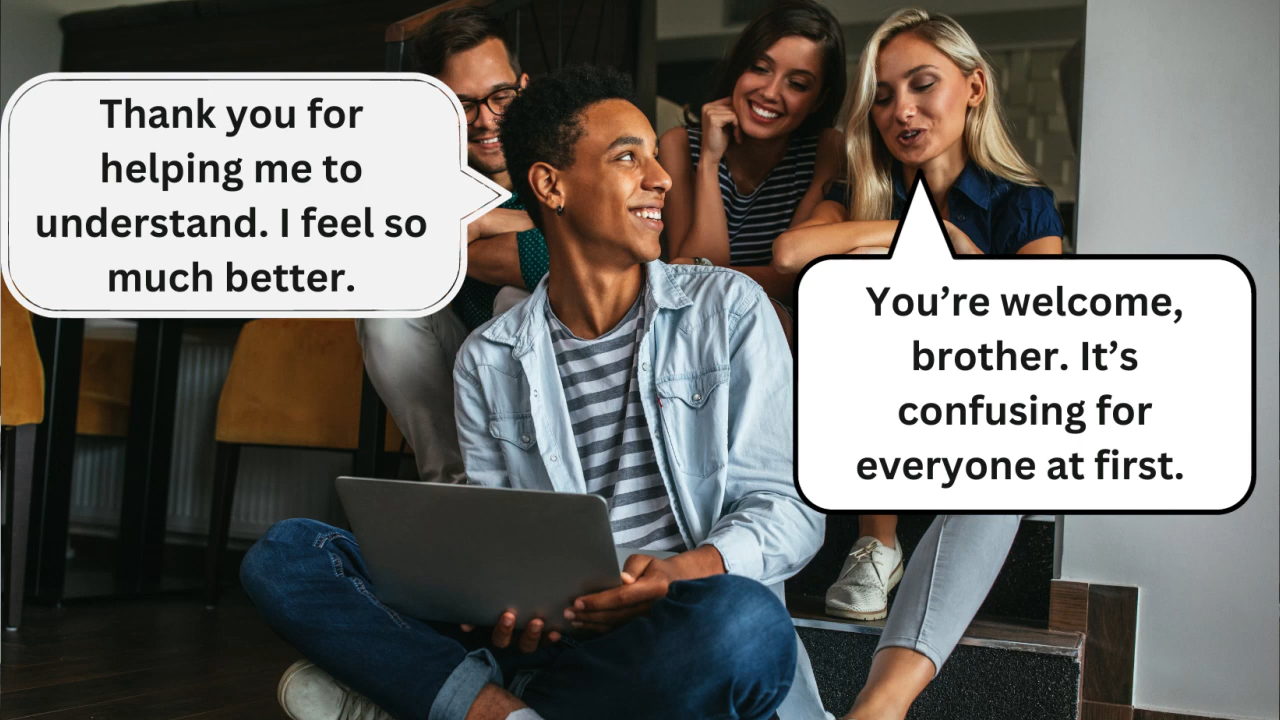 Thank you for
helping me to
understand. I feel so
much better.
You’re welcome,
brother. It’s
confusing for
everyone at first.